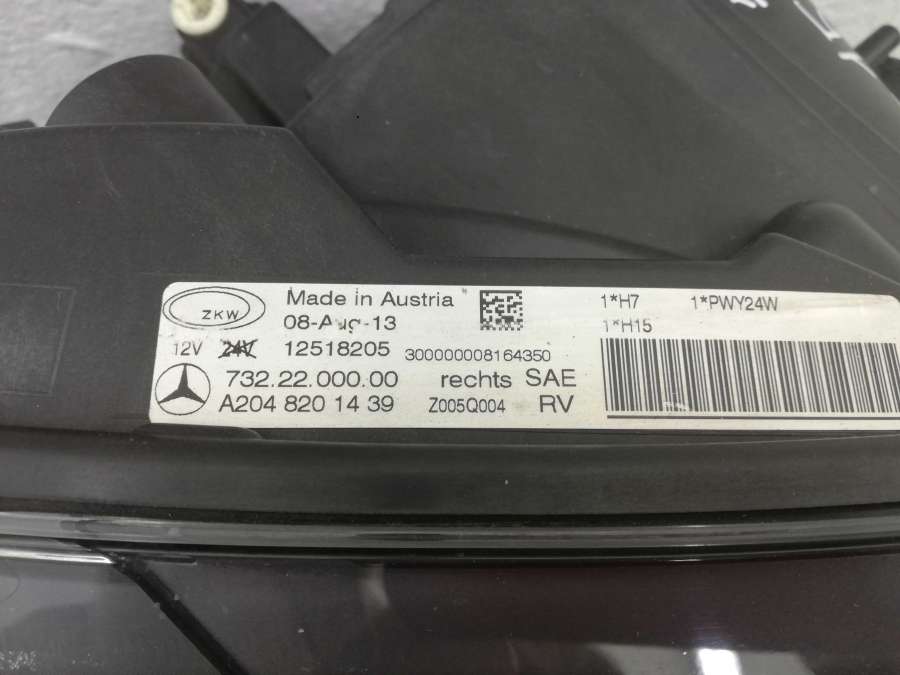 ZKW
Made in Austria
08-Aug-13
12V 24V 12518205 300000008164350
732.22.000.00 rechts SAE
A204 820 14 39 Z005Q004 RV
1*H7 1*PWY24W
1*H15